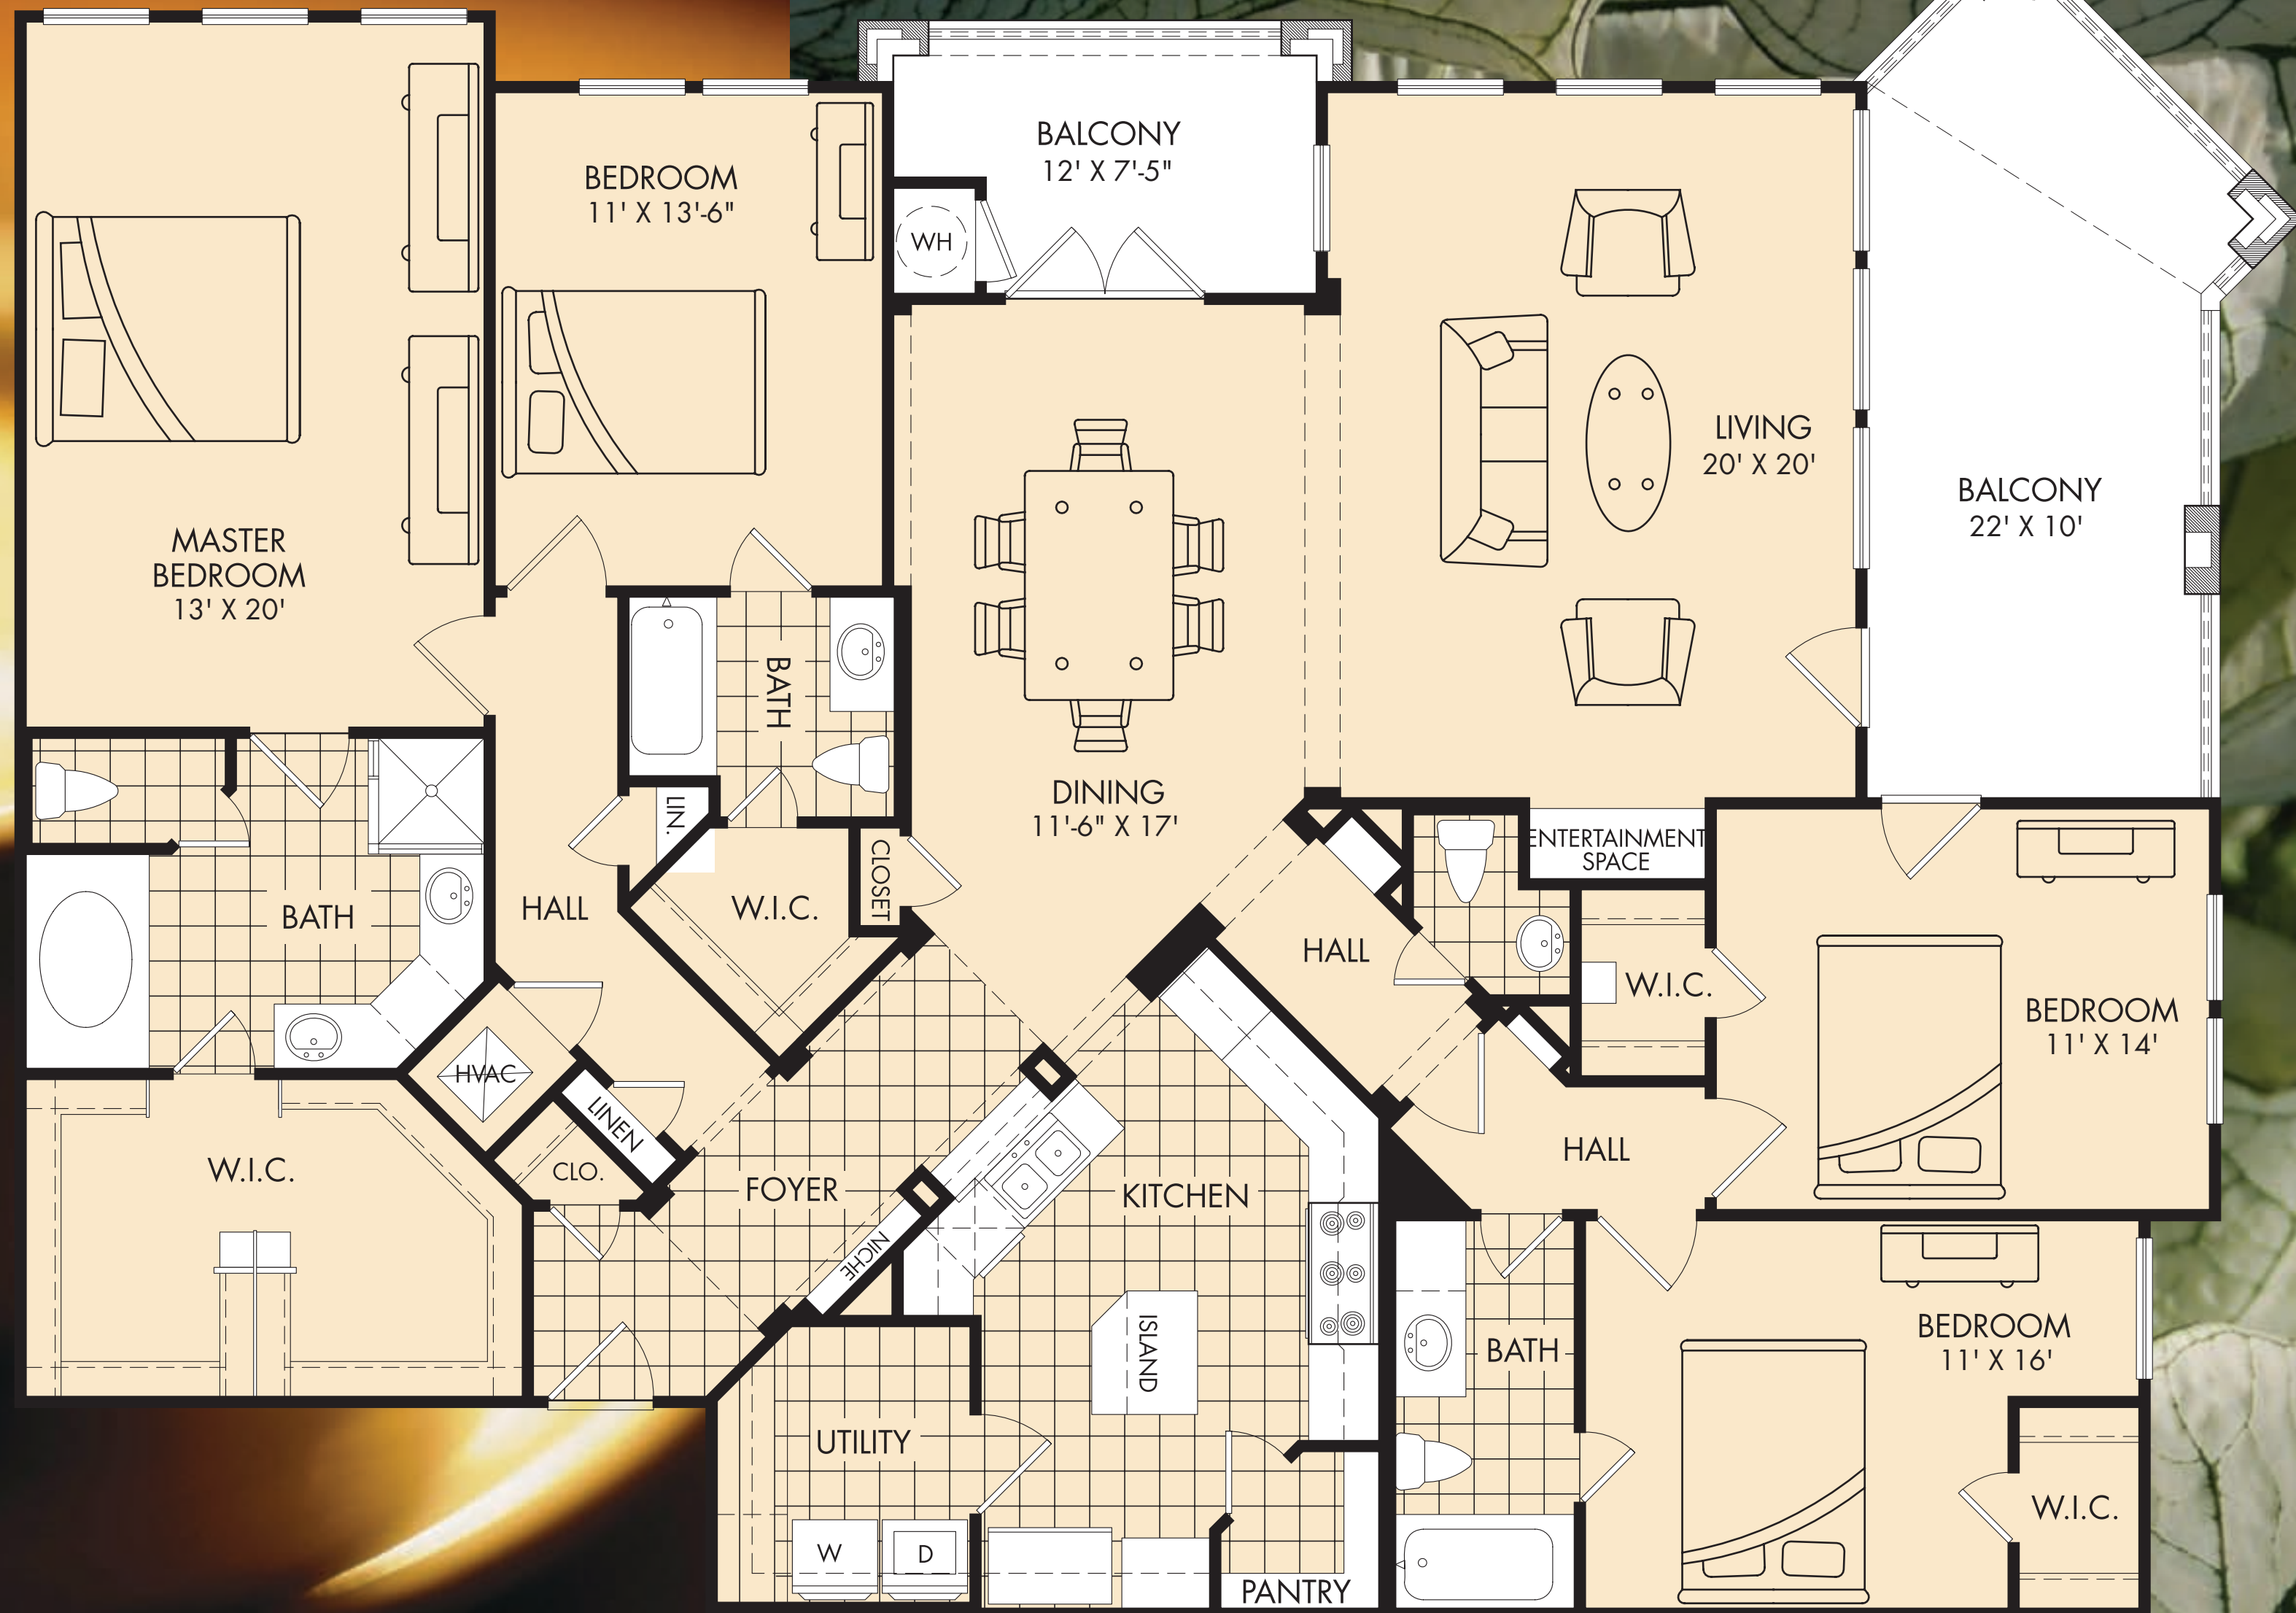 BALCONY
12' X 7'-5"
BEDROOM
11' X 13'-6"
WH
LIVING
20' X 20'
BALCONY
22' X 10'
MASTER
BEDROOM
13' X 20'
BATH
DINING
11'-6" X 17'
LIN.
CLOSET
ENTERTAINMENT
SPACE
BATH
HALL
W.I.C.
HALL
W.I.C.
BEDROOM
11' X 14'
HVAC
LINEN
CLO.
W.I.C.
FOYER
KITCHEN
HALL
NICHE
ISLAND
BATH
BEDROOM
11' X 16'
UTILITY
W.I.C.
W
D
PANTRY